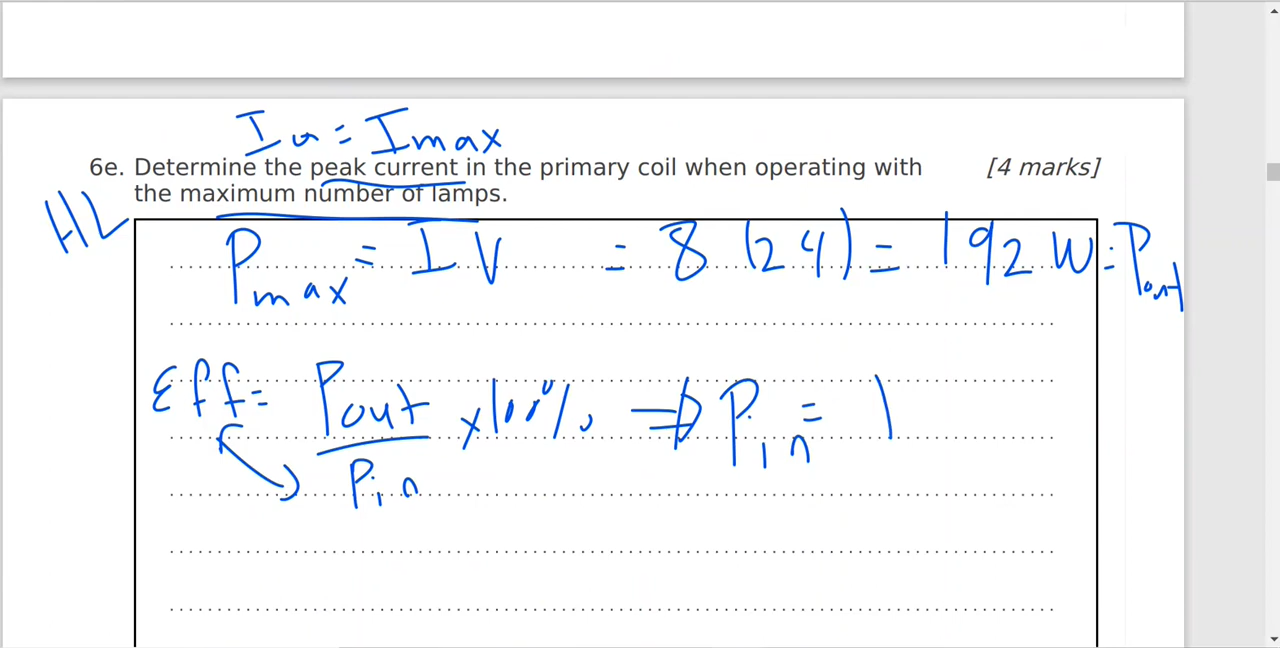 I0 = Imax
6e. Determine the peak current in the primary coil when operating with the maximum number of lamps. [4 marks]
HL
Pmax = IV = 8 (24) = 192 W = Pout
Eff = Pout / Pin x100% ⇒ Pin = 1